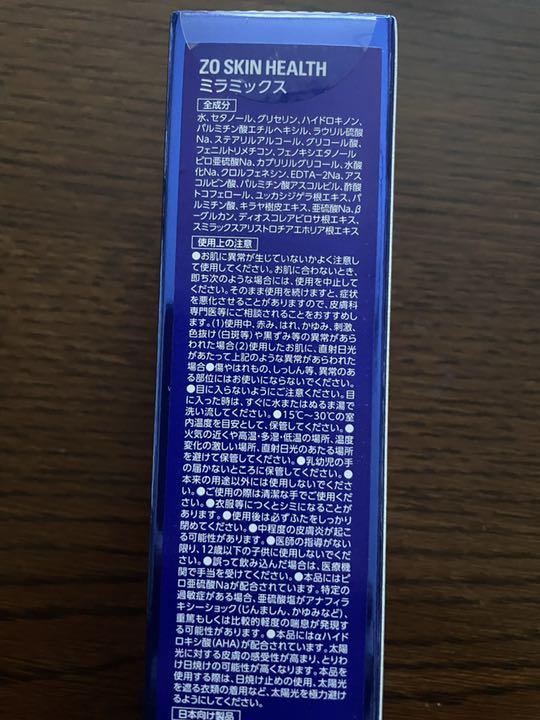 ZO SKIN HEALTH
ミラミックス
全成分
水、セタノール、グリセリン、ハイドロキノン、
パルミチン酸エチルヘキシル、ラウリル硫酸
Na、ステアリルアルコール、グリコール酸、
フェニルトリメチコン、フェノキシエタノール
ピロ亜硫酸Na、カプリリルグリコール、水酸
化Na、クロルフェネシン、EDTA-2Na、アス
コルビン酸、パルミチン酸アスコルビル、酢酸
トコフェロール、ユッカシジゲラ根エキス、パ
ルミチン酸、キラヤ樹皮エキス、亜硫酸Na、β
ーグルカン、ディオスコレアビロサ根エキス、
スミラックスアリストロチアエホリア根エキス
使用上の注意
●お肌に異常が生じていないかよく注意し
て使用してください。お肌に合わないとき、
即ち次のような場合には、使用を中止して
ください。そのまま使用を続けますと、症状
を悪化させることがありますので、皮膚科
専門医等にご相談されることをおすすめし
ます。(1)使用中、赤み、はれ、かゆみ、刺激、
色抜け(白斑等)や黒ずみ等の異常があら
われた場合(2)使用したお肌に、直射日光
があたって上記のような異常があらわれた
場合●傷やはれもの、しっしん等、異常のあ
る部位にはお使いにならないでください。
●目に入らないようにご注意ください。目
に入った時は、すぐに水またはぬるま湯で
洗い流してください。●15℃〜30℃の室
内温度を目安として、保管してください。●
火気の近くや高温・多湿・低温の場所、温度
変化の激しい場所、直射日光のあたる場所
を避けて保管してください。●乳幼児の手
の届かないところに保管してください。●
本来の用途以外には使用しないでくださ
い。●ご使用の際は清潔な手でご使用くだ
さい。●衣服等につくとシミになることが
あります。●使用後は必ずふたをしっかり
閉めてください。●中程度の皮膚炎が起こ
る可能性があります。●医師の指導がない
限り、12歳以下の子供に使用しないでくだ
さい。●誤って飲み込んだ場合は、医療機
関で手当を受けてください。●本品にはピ
ロ亜硫酸Naが配合されています。特定の
過敏症がある場合、亜硫酸塩がアナフィラ
キシーショック(じんましん、かゆみなど)、
重篤もしくは比較的軽度の喘息が発現す
る可能性があります。●本品にはαハイド
ロキシ酸(AHA)が配合されています。太陽
光に対する皮膚の感受性が高まり、とりわ
け日焼けの可能性が高くなります。本品を
使用する際は、日焼け止めの使用、太陽光
を遮る衣類の着用など、太陽光を極力避け
るようにしてください。
日本向け製品